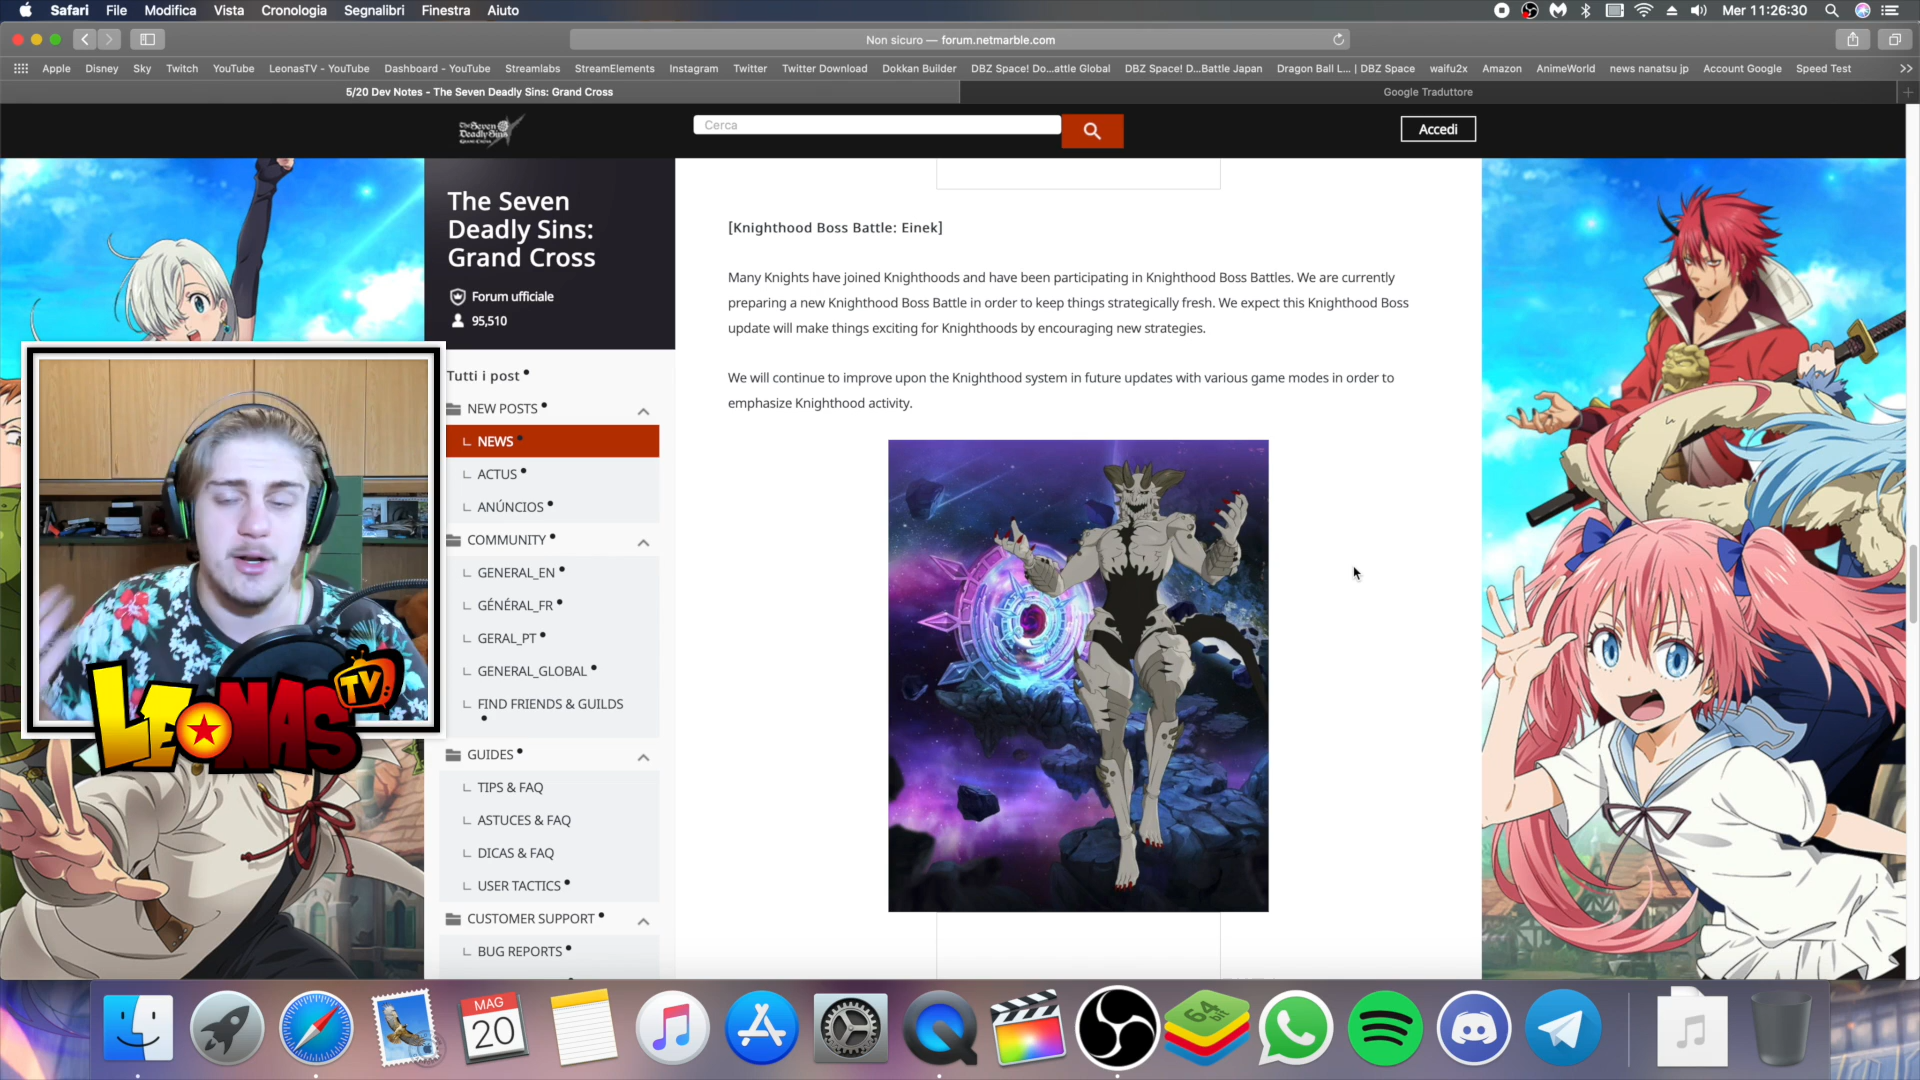 Safari File Modifica Vista Cronologia Segnalibri Finestra Aiuto
Mer 11:26:30
Non sicuro — forum.netmarble.com
Apple Disney Sky Twitch YouTube LeonasTV - YouTube Dashboard - YouTube Streamlabs StreamElements Instagram Twitter Twitter Download Dokkan Builder DBZ Space! Do...attle Global DBZ Space! D...Battle Japan Dragon Ball L... | DBZ Space waifu2x Amazon AnimeWorld news nanatsu jp Account Google Speed Test
5/20 Dev Notes - The Seven Deadly Sins: Grand Cross
Google Traduttore
The Seven
Deadly Sins
GRAND CROSS
Cerca
Accedi
The Seven
Deadly Sins:
Grand Cross
Forum ufficiale
95,510
Tutti i post
NEW POSTS
NEWS
ACTUS
ANÚNCIOS
COMMUNITY
GENERAL_EN
GÉNÉRAL_FR
GERAL_PT
GENERAL_GLOBAL
FIND FRIENDS & GUILDS
GUIDES
TIPS & FAQ
ASTUCES & FAQ
DICAS & FAQ
USER TACTICS
CUSTOMER SUPPORT
BUG REPORTS
[Knighthood Boss Battle: Einek]
Many Knights have joined Knighthoods and have been participating in Knighthood Boss Battles. We are currently
preparing a new Knighthood Boss Battle in order to keep things strategically fresh. We expect this Knighthood Boss
update will make things exciting for Knighthoods by encouraging new strategies.
We will continue to improve upon the Knighthood system in future updates with various game modes in order to
emphasize Knighthood activity.
LEONAS TV
MAG
20
64
bit